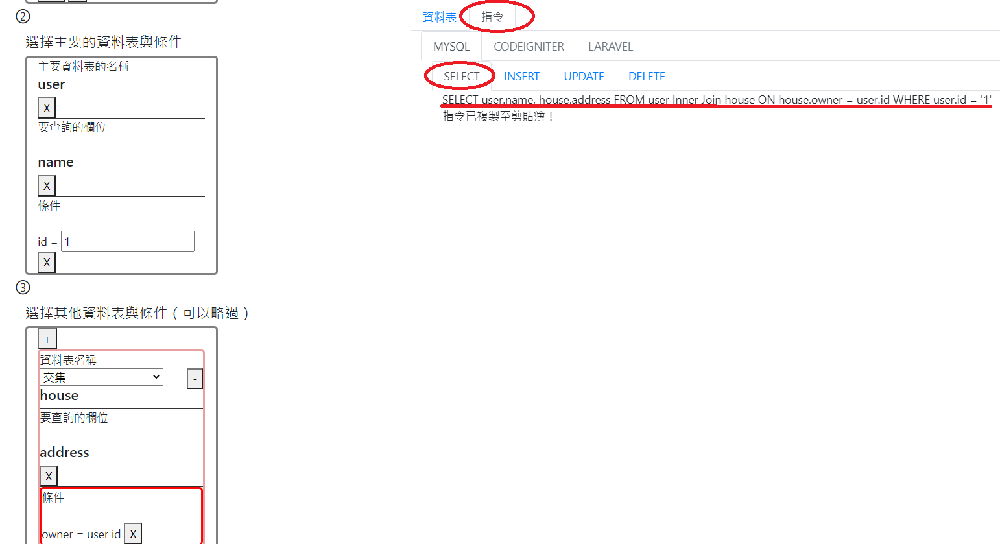 ②
選擇主要的資料表與條件
主要資料表的名稱
user
X
要查詢的欄位
name
X
條件
id = 1
X
③
選擇其他資料表與條件（可以略過）
+
資料表名稱
交集
-
house
要查詢的欄位
address
X
條件
owner = user id X
資料表 指令
MYSQL CODEIGNITER LARAVEL
SELECT INSERT UPDATE DELETE
SELECT user.name, house.address FROM user Inner Join house ON house.owner = user.id WHERE user.id = '1'
指令已複製至剪貼簿！